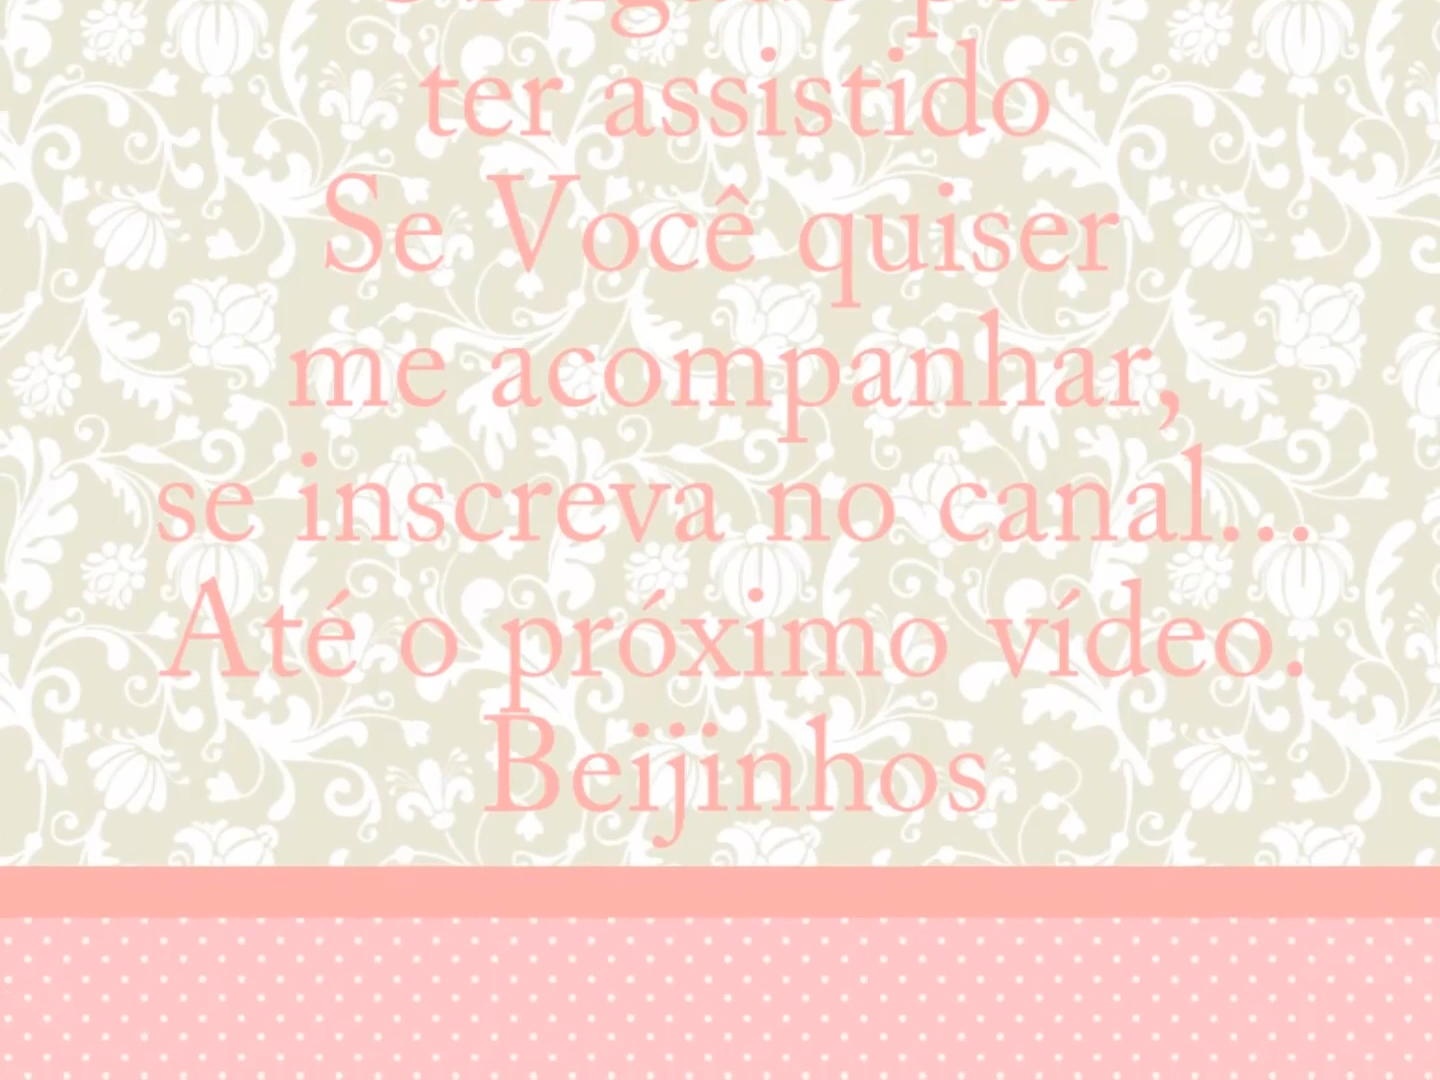 ter assistido
Se Você quiser
me acompanhar,
se inscreva no canal...
Até o próximo vídeo.
Beijinhos